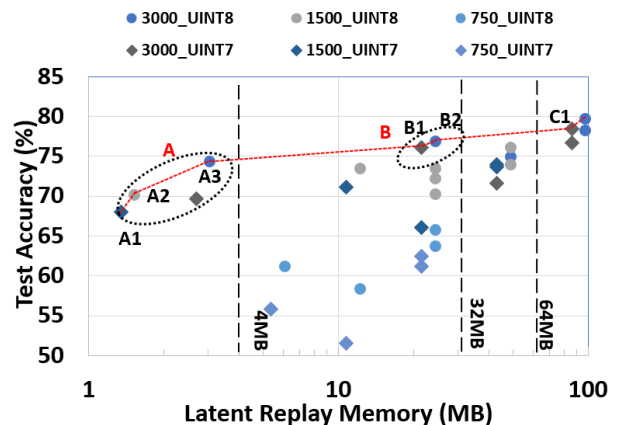 3000_UINT8 1500_UINT8 750_UINT8
3000_UINT7 1500_UINT7 750_UINT7
85
80
75
70
65
60
55
50
Test Accuracy (%)
A
A1
A2
A3
B
B1
B2
C1
4MB
32MB
64MB
1 10 100
Latent Replay Memory (MB)